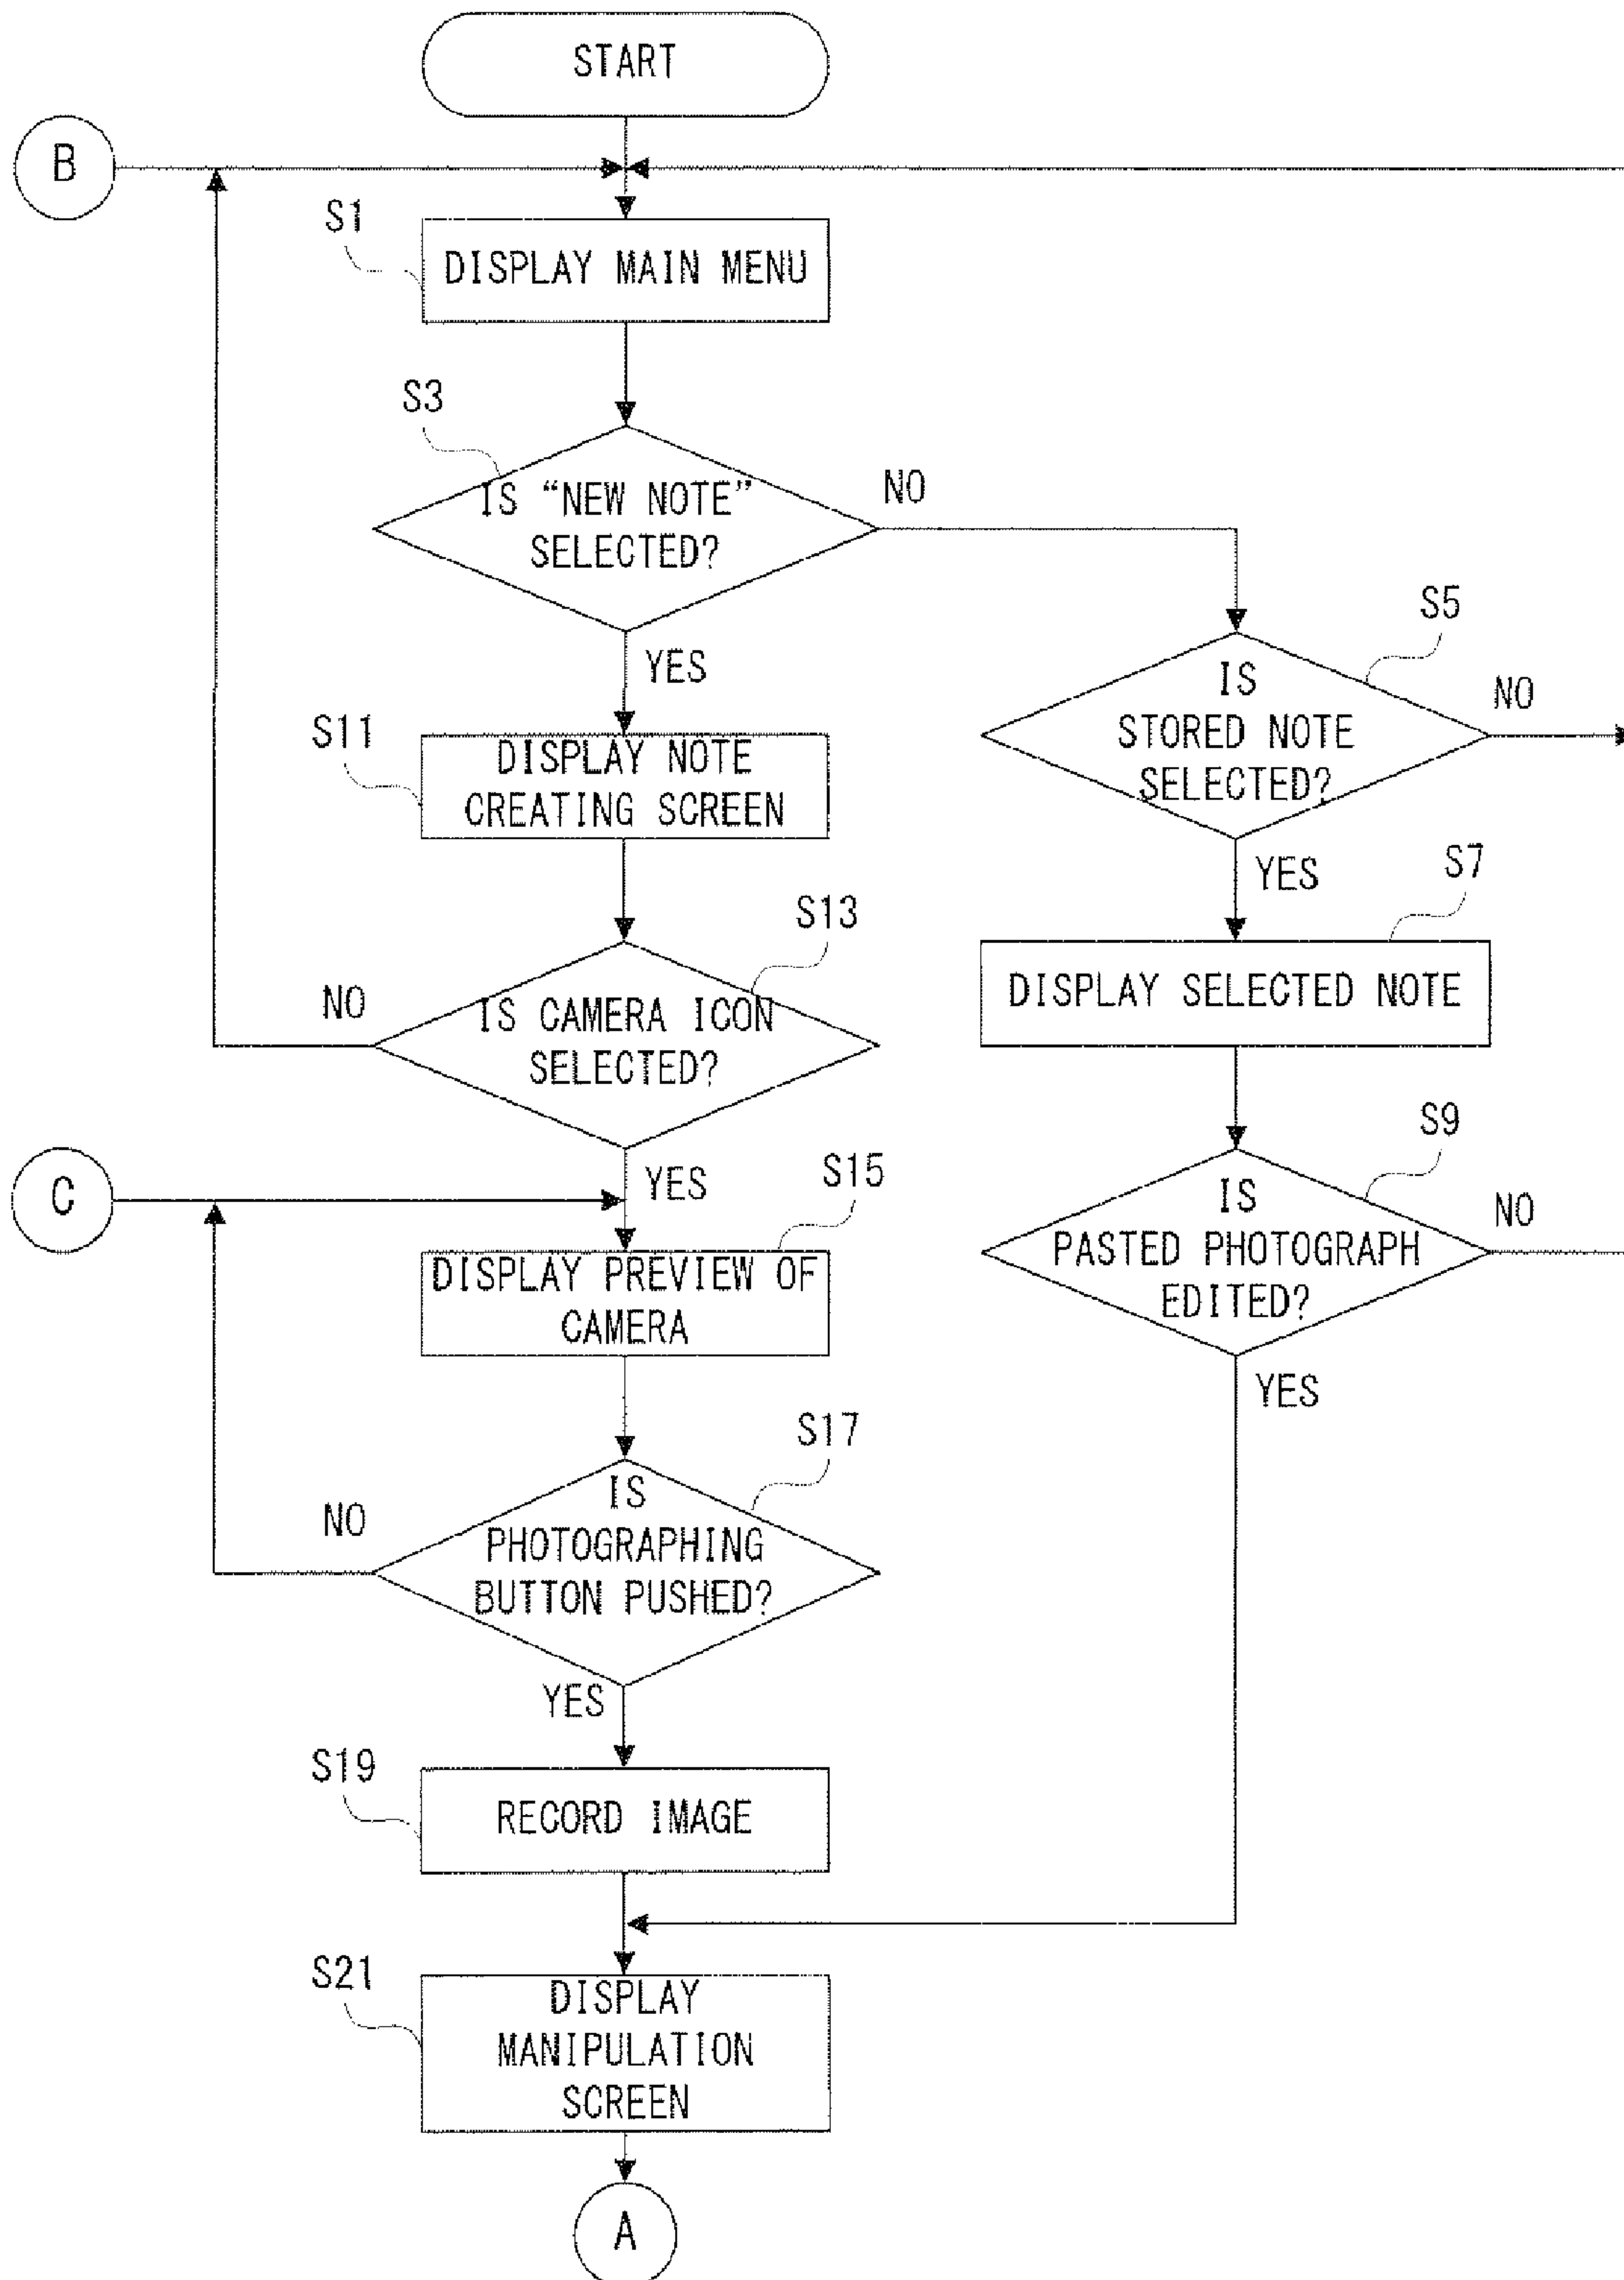 START
B
S1
DISPLAY MAIN MENU
S3
IS “NEW NOTE”
SELECTED?
NO
YES
S5
IS
STORED NOTE
SELECTED?
NO
YES
S11
DISPLAY NOTE
CREATING SCREEN
S7
DISPLAY SELECTED NOTE
S13
IS CAMERA ICON
SELECTED?
NO
YES
S9
IS
PASTED PHOTOGRAPH
EDITED?
NO
YES
C
S15
DISPLAY PREVIEW OF
CAMERA
S17
IS
PHOTOGRAPHING
BUTTON PUSHED?
NO
YES
S19
RECORD IMAGE
S21
DISPLAY
MANIPULATION
SCREEN
A